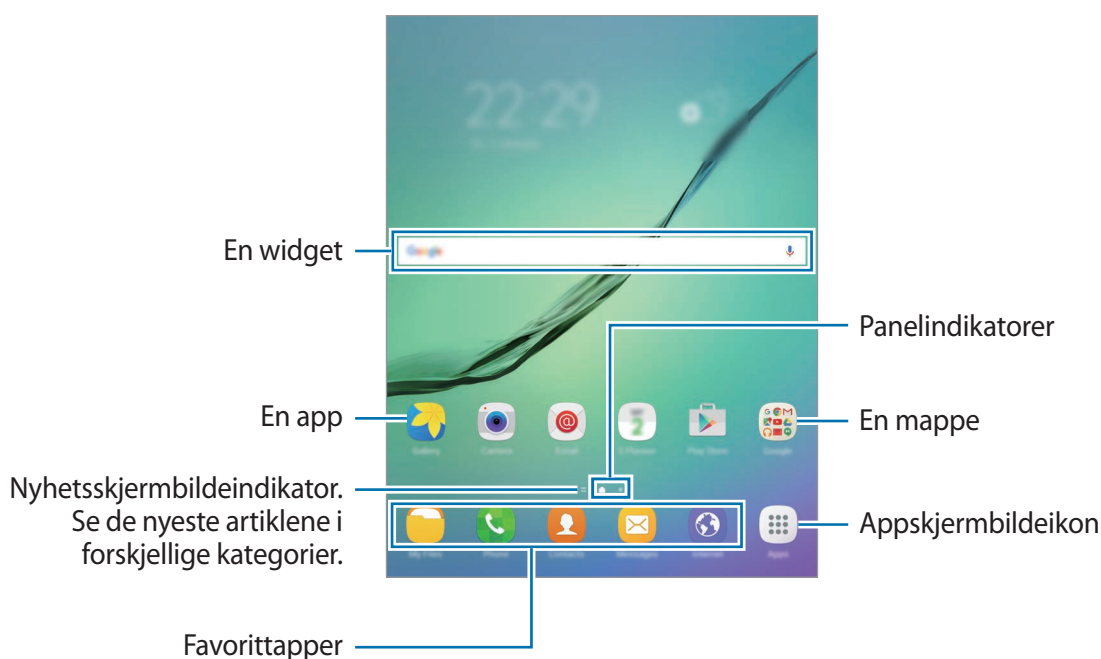 22:29
En widget
Google
Panelindikatorer
En app
En mappe
Gallery
Camera
Email
S Planner
Play Store
Google
Nyhetsskjermbildeindikator.
Se de nyeste artiklene i
forskjellige kategorier.
Appskjermbildeikon
My Files
Phone
Contacts
Messages
Internet
Apps
Favorittapper